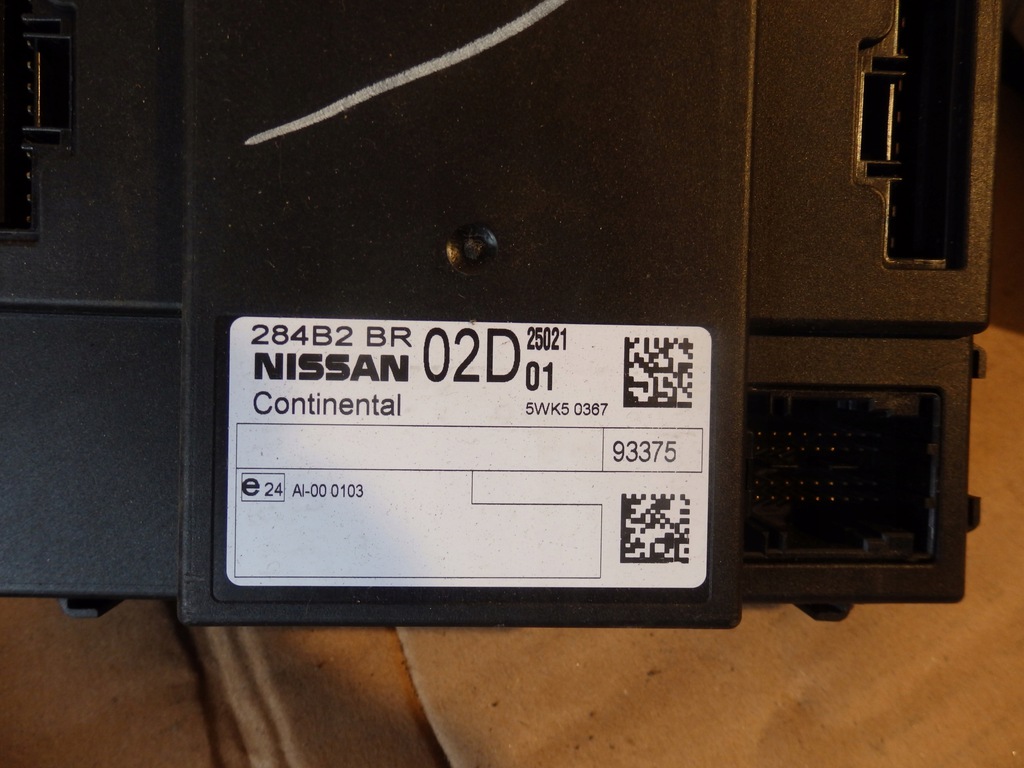 284B2 BR 02D 25021
NISSAN 01
Continental 5WK5 0367
93375
e 24 AI-00 0103